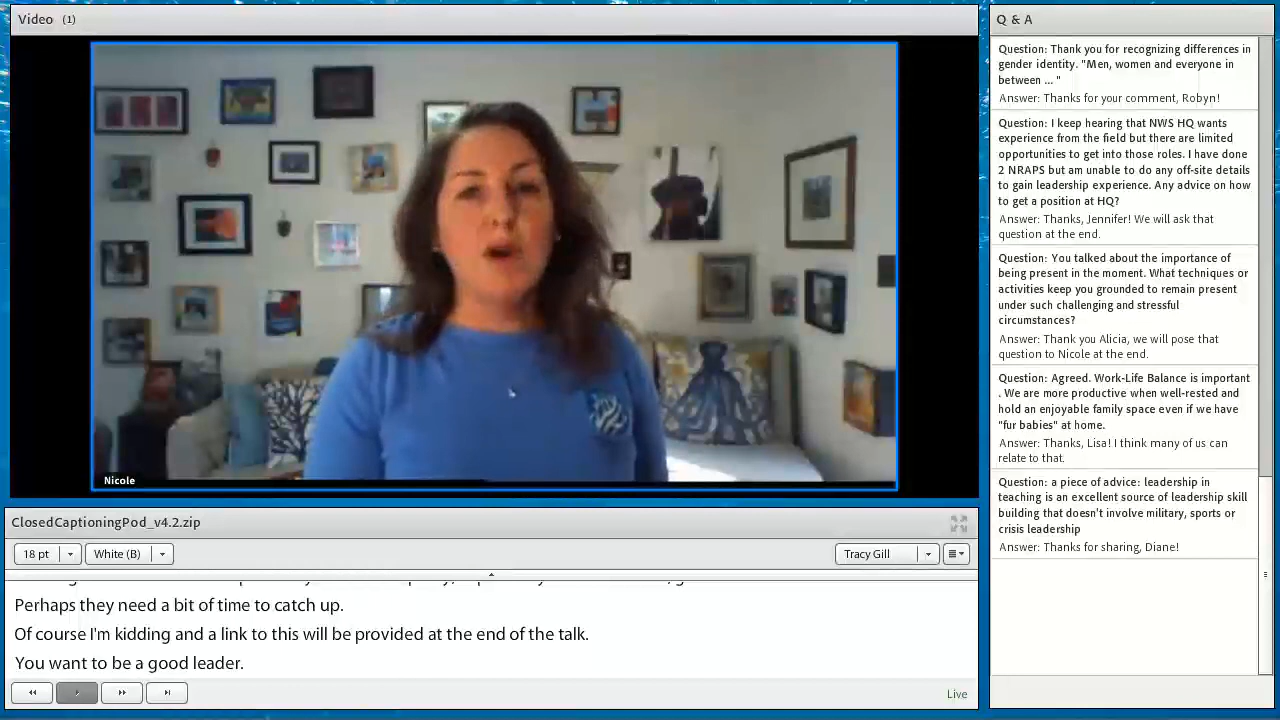 Video (1)
Nicole
ClosedCaptioningPod_v4.2.zip
18 pt
White (B)
Tracy Gill
Perhaps they need a bit of time to catch up.
Of course I'm kidding and a link to this will be provided at the end of the talk.
You want to be a good leader.
Live
Q & A
Question: Thank you for recognizing differences in
gender identity. "Men, women and everyone in
between ... "
Answer: Thanks for your comment, Robyn!
Question: I keep hearing that NWS HQ wants
experience from the field but there are limited
opportunities to get into those roles. I have done
2 NRAPS but am unable to do any off-site details
to gain leadership experience. Any advice on how
to get a position at HQ?
Answer: Thanks, Jennifer! We will ask that
question at the end.
Question: You talked about the importance of
being present in the moment. What techniques or
activities keep you grounded to remain present
under such challenging and stressful
circumstances?
Answer: Thank you Alicia, we will pose that
question to Nicole at the end.
Question: Agreed. Work-Life Balance is important
. We are more productive when well-rested and
hold an enjoyable family space even if we have
"fur babies" at home.
Answer: Thanks, Lisa! I think many of us can
relate to that.
Question: a piece of advice: leadership in
teaching is an excellent source of leadership skill
building that doesn't involve military, sports or
crisis leadership
Answer: Thanks for sharing, Diane!